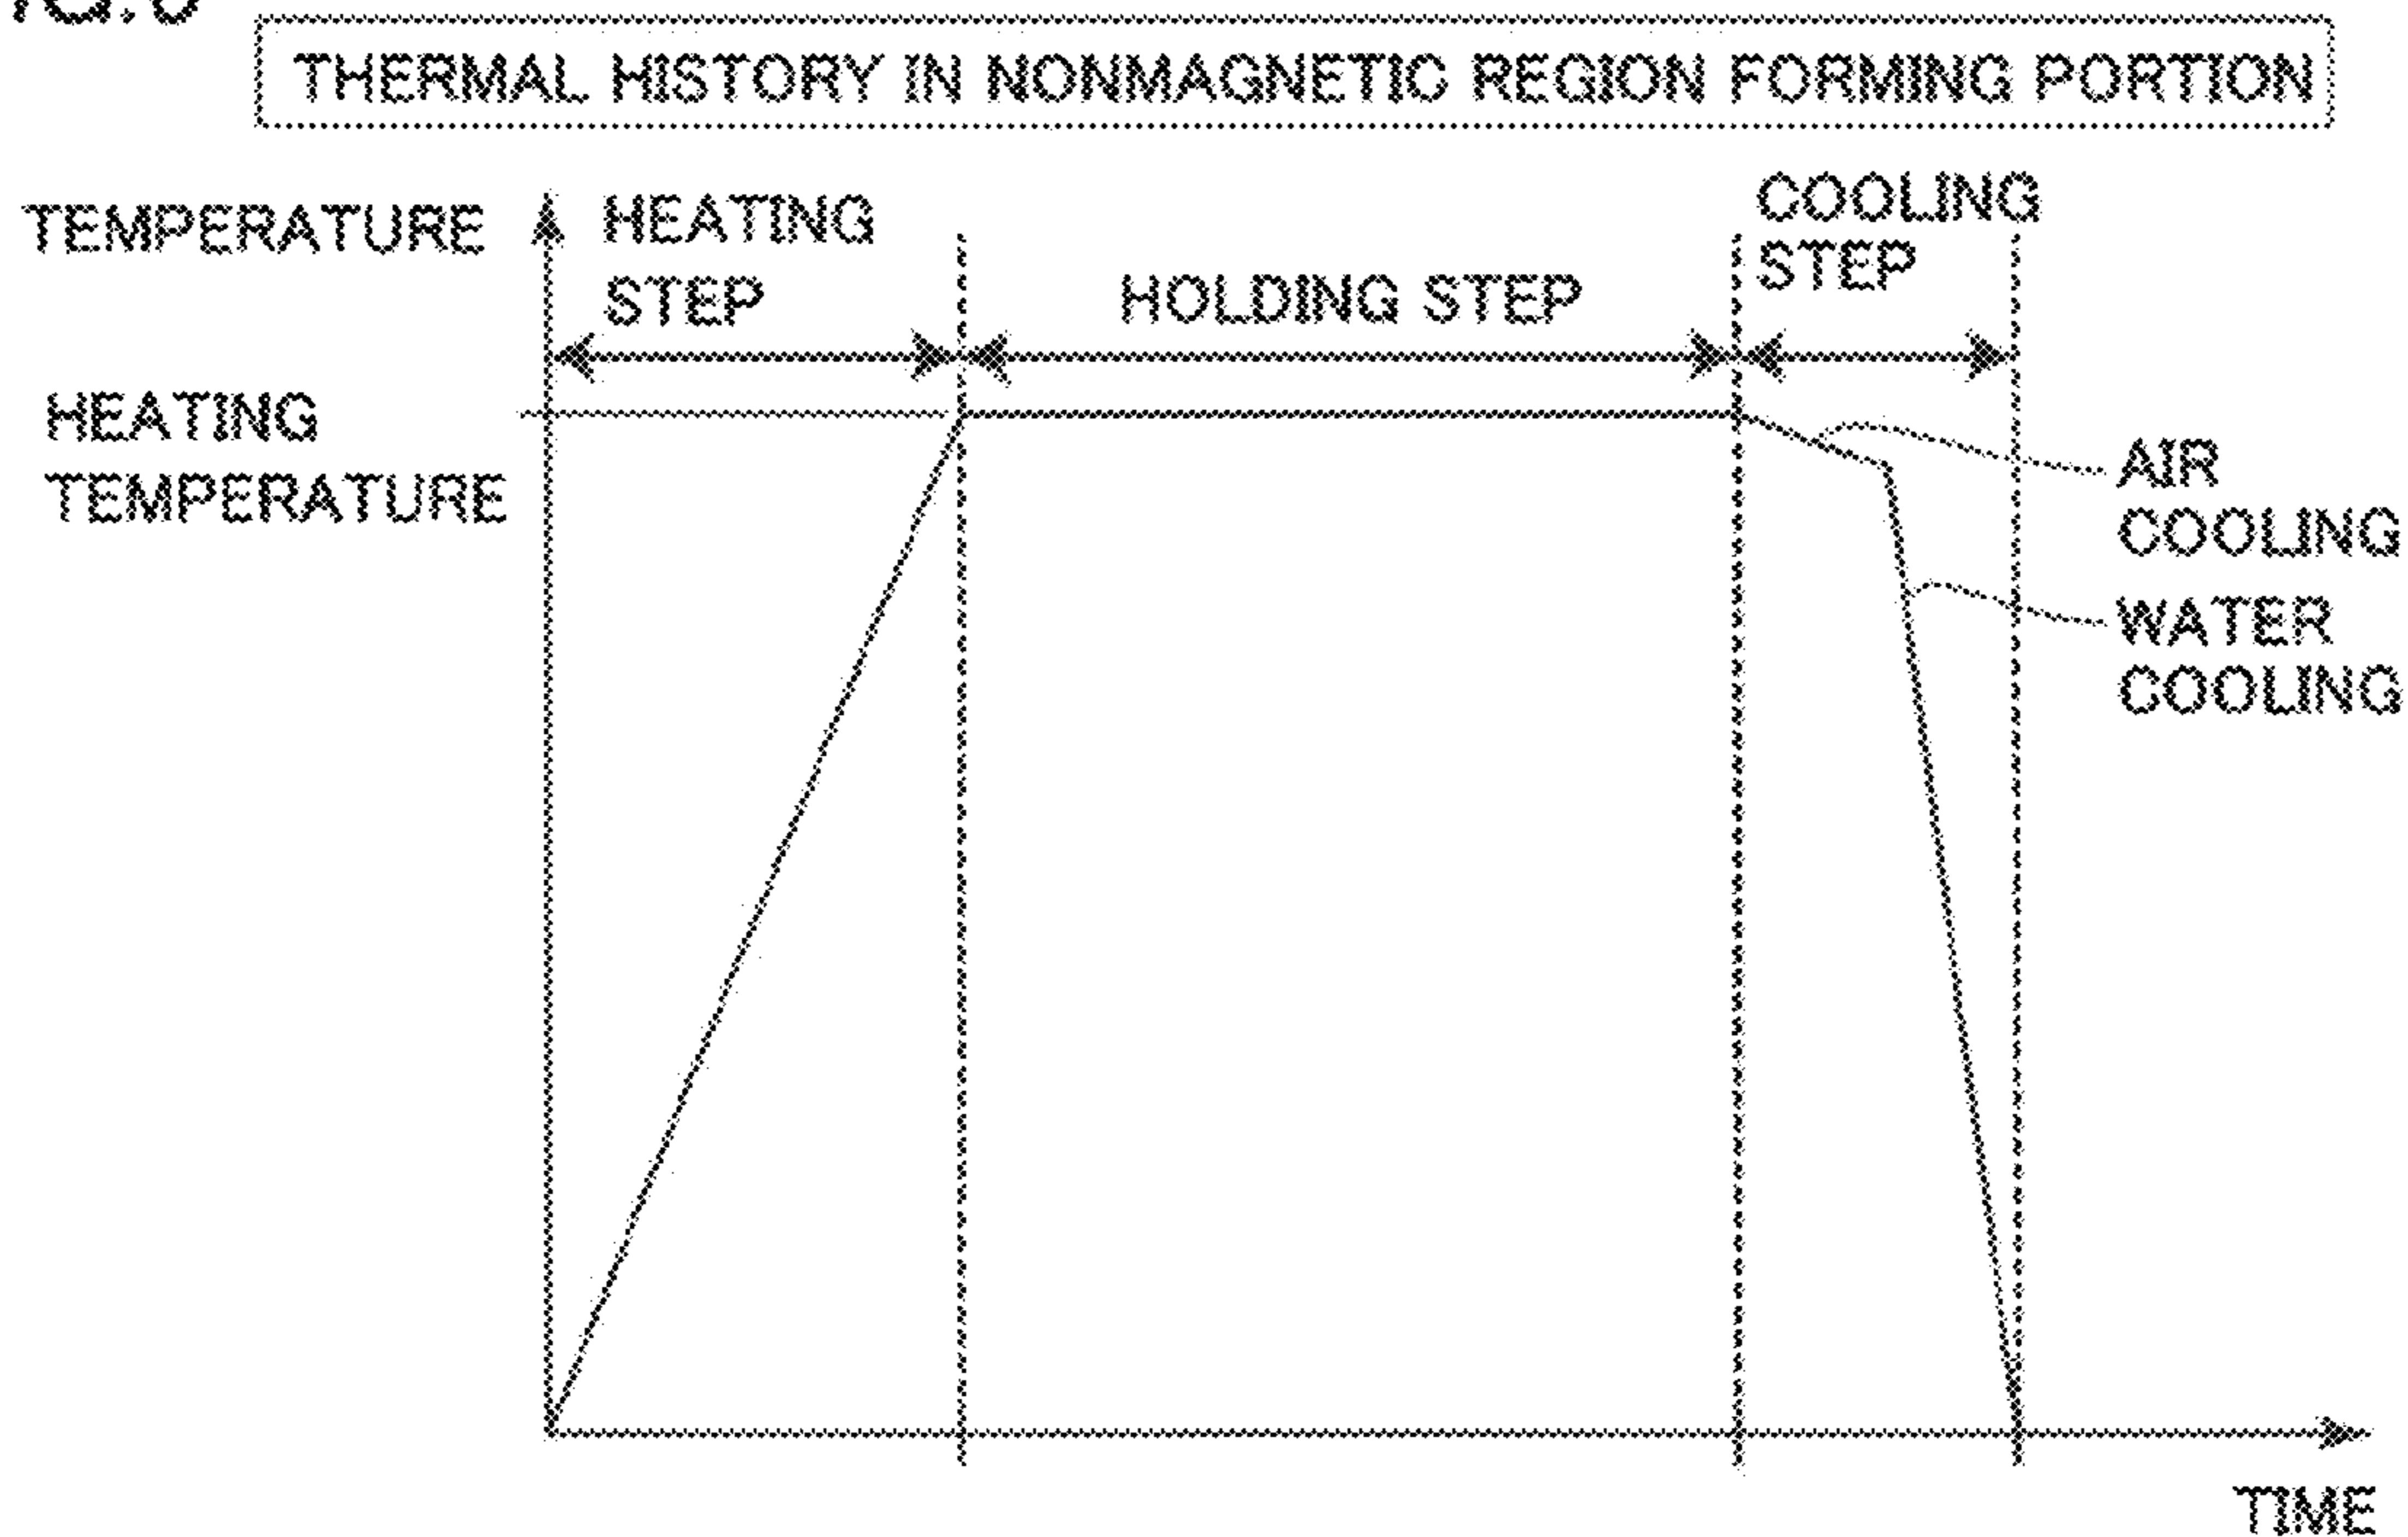 THERMAL HISTORY IN NONMAGNETIC REGION FORMING PORTION
TEMPERATURE
HEATING
STEP
HOLDING STEP
COOLING
STEP
HEATING
TEMPERATURE
AIR
COOLING
WATER
COOLING
TIME